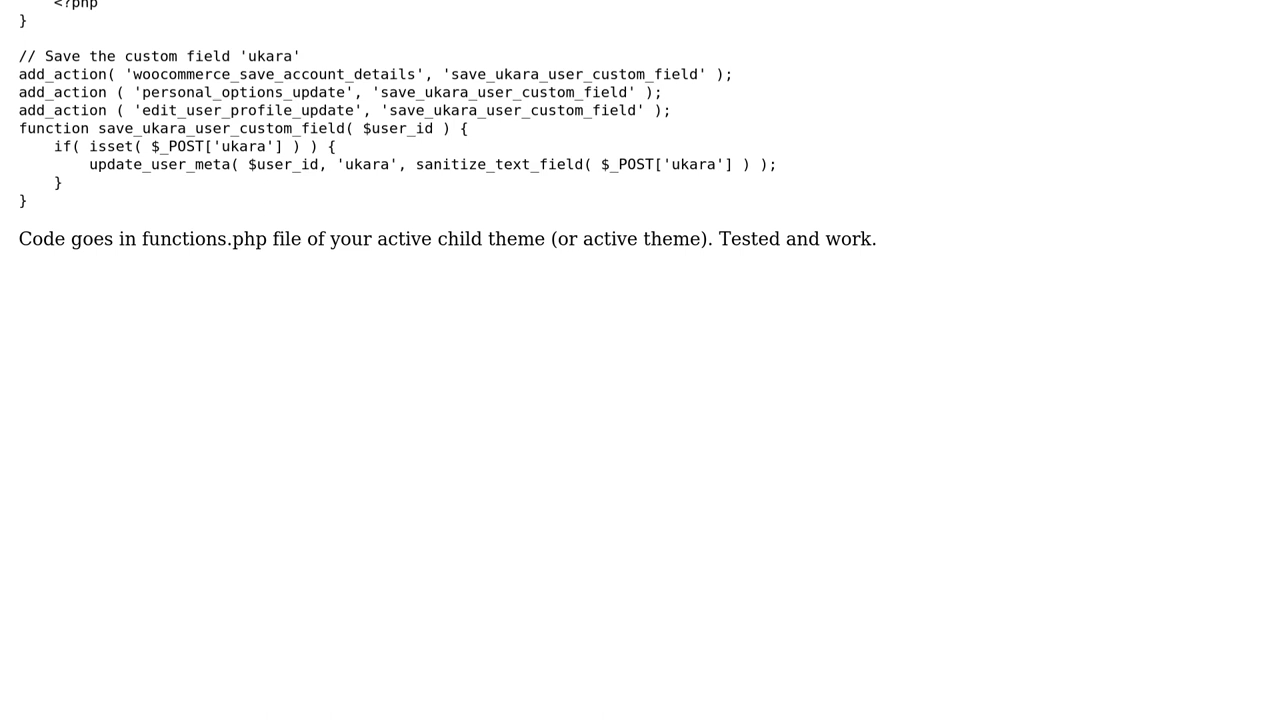 <?php
}
// Save the custom field 'ukara'
add_action( 'woocommerce_save_account_details', 'save_ukara_user_custom_field' );
add_action ( 'personal_options_update', 'save_ukara_user_custom_field' );
add_action ( 'edit_user_profile_update', 'save_ukara_user_custom_field' );
function save_ukara_user_custom_field( $user_id ) {
    if( isset( $_POST['ukara'] ) ) {
        update_user_meta( $user_id, 'ukara', sanitize_text_field( $_POST['ukara'] ) );
    }
}
Code goes in functions.php file of your active child theme (or active theme). Tested and work.